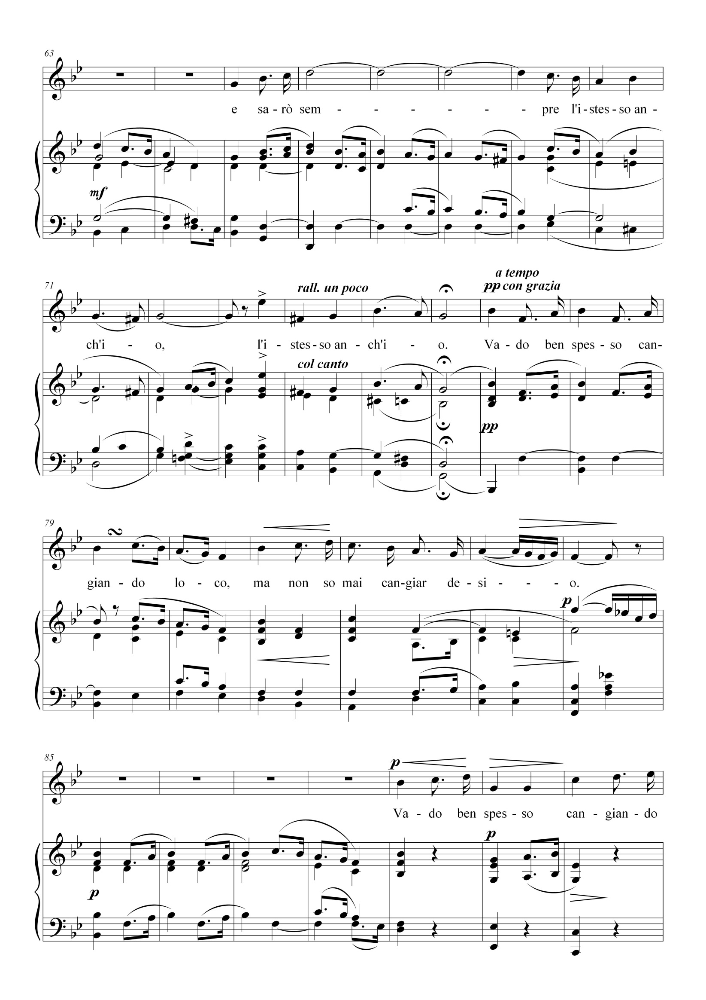 63
e sa - rò sem - - - - - - pre l'i - stes - so an -
mf
71
rall. un poco
a tempo
pp con grazia
ch'i - o, l'i - stes - so an - ch'i - o. Va - do ben spes - so can-
col canto
pp
79
gian - do lo - co, ma non so mai can-giar de - si - - - o.
p
85
p
Va - do ben spes - so can - gian - do
p
p